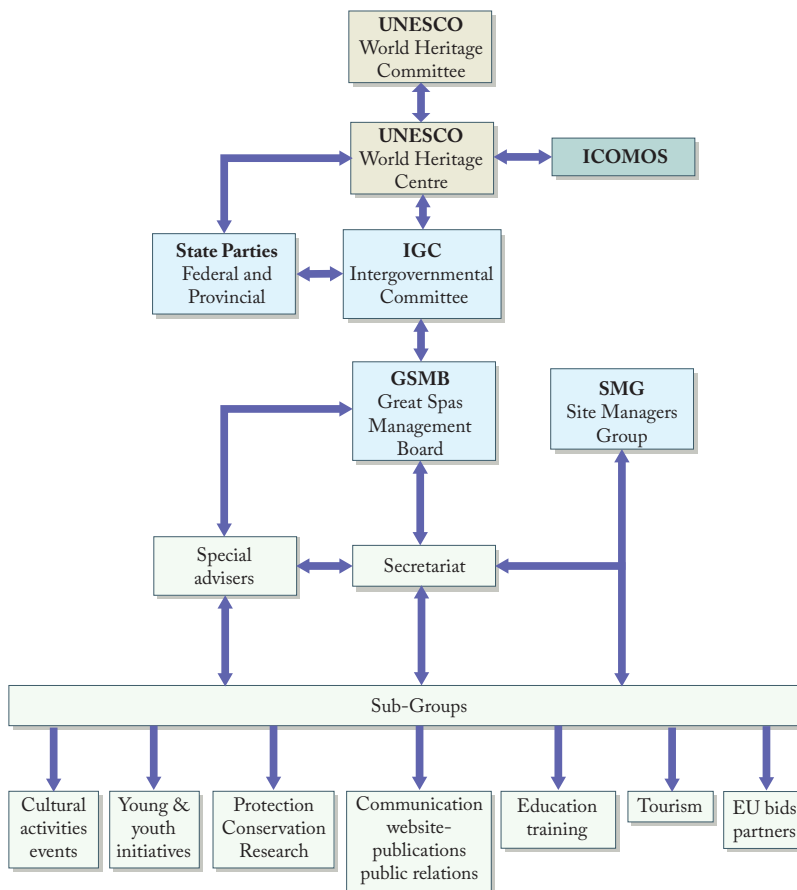 UNESCO
World Heritage
Committee
UNESCO
World Heritage
Centre
ICOMOS
State Parties
Federal and
Provincial
IGC
Intergovernmental
Committee
GSMB
Great Spas
Management
Board
SMG
Site Managers
Group
Special
advisers
Secretariat
Sub-Groups
Cultural
activities
events
Young &
youth
initiatives
Protection
Conservation
Research
Communication
website-
publications
public relations
Education
training
Tourism
EU bids
partners